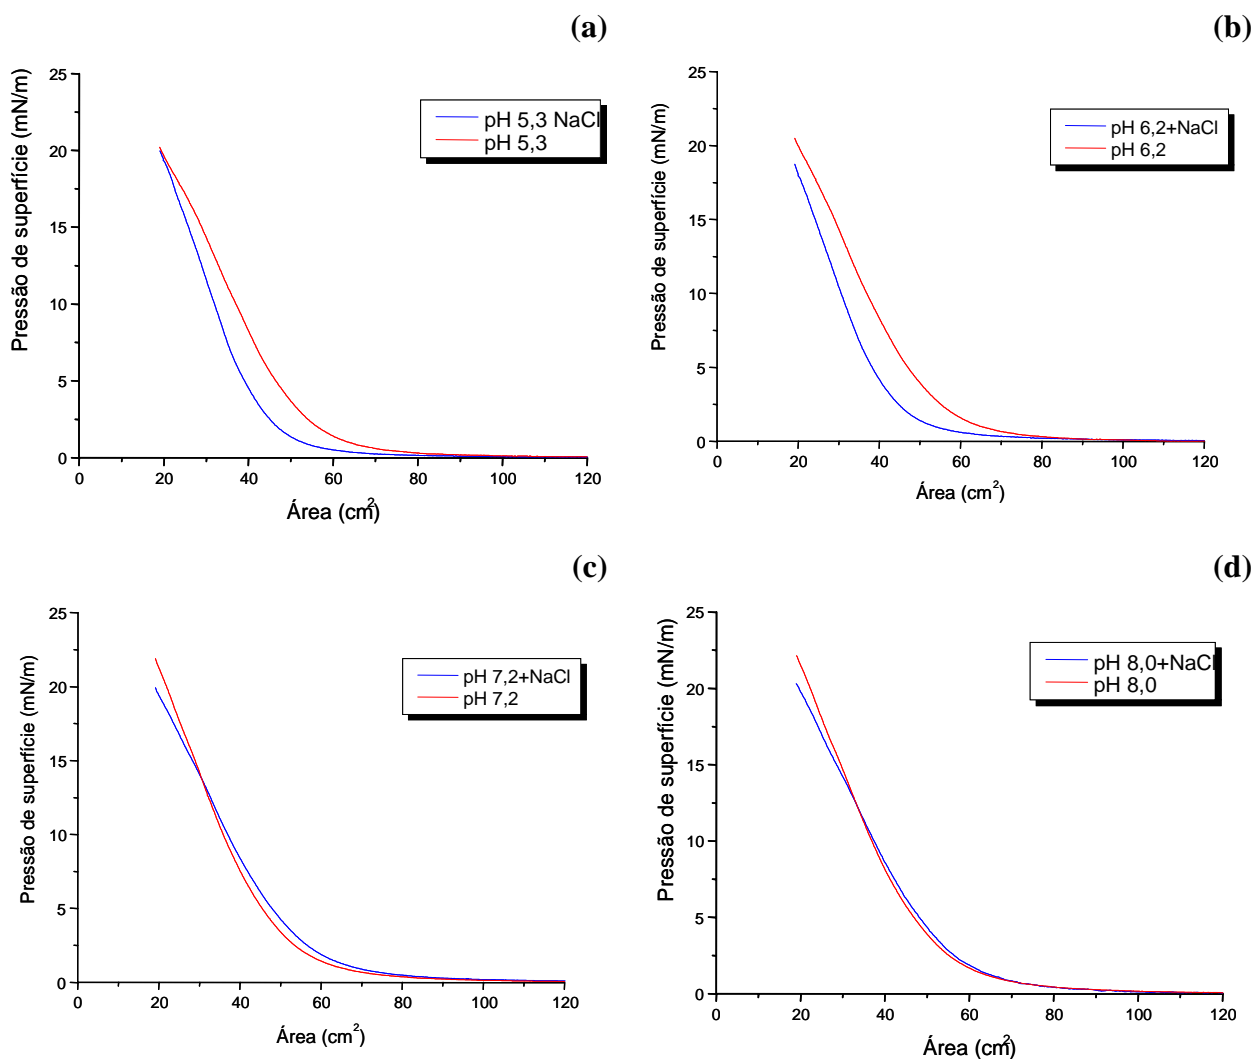 (a)
Pressão de superfície (mN/m)
25
20
15
10
5
0
0 20 40 60 80 100 120
Área (cm²)
pH 5,3 NaCl
pH 5,3
(b)
Pressão de superfície (mN/m)
25
20
15
10
5
0
0 20 40 60 80 100 120
Área (cm²)
pH 6,2+NaCl
pH 6,2
(c)
Pressão de superfície (mN/m)
25
20
15
10
5
0
0 20 40 60 80 100 120
Área (cm²)
pH 7,2+NaCl
pH 7,2
(d)
Pressão de superfície (mN/m)
25
20
15
10
5
0
0 20 40 60 80 100 120
Área (cm²)
pH 8,0+NaCl
pH 8,0